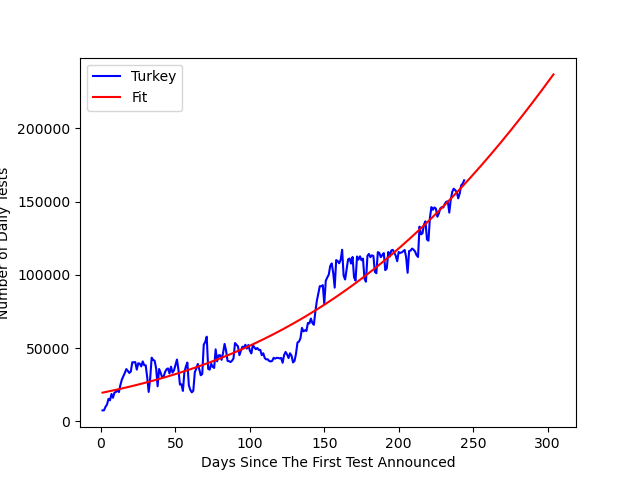 Turkey
Fit
200000
150000
100000
50000
0
Number of Daily Tests
0 50 100 150 200 250 300
Days Since The First Test Announced